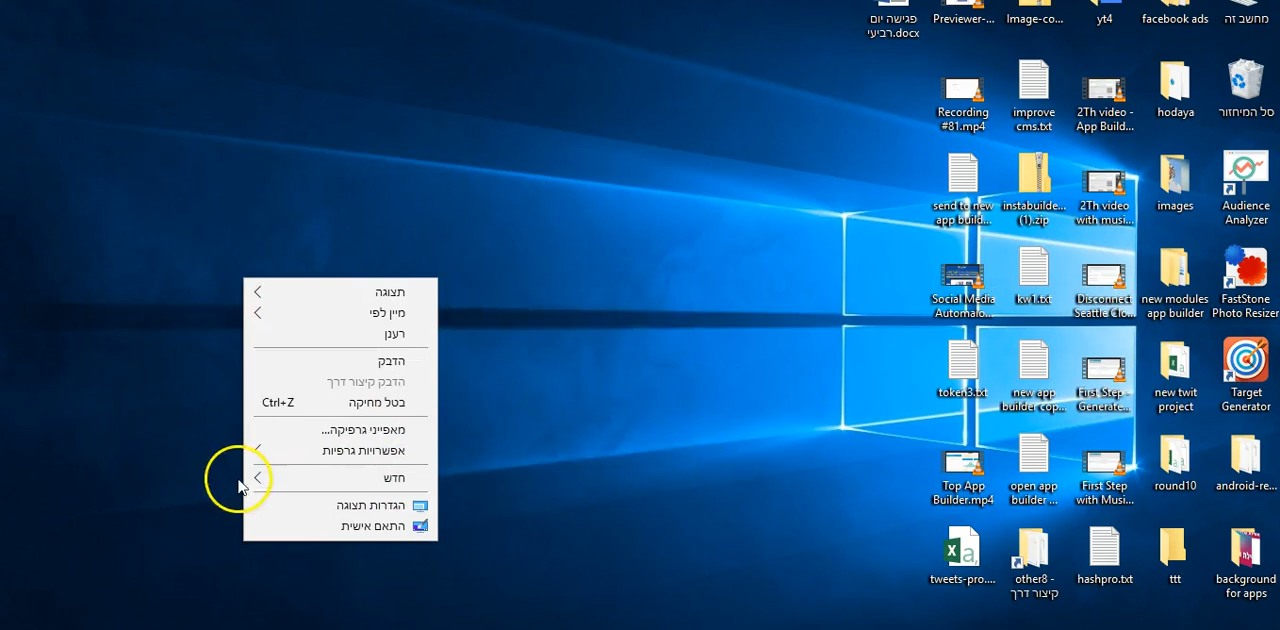 פגישה יום
רביעי.docx
Previewer-...
Image-co...
yt4
facebook ads
מחשב זה
Recording
#81.mp4
improve
cms.txt
2Th video -
App Build...
hodaya
סל המיחזור
send to new
app build...
instabuilde...
(1).zip
2Th video
with musi...
images
Audience
Analyzer
Social Media
Automato...
kw1.txt
Disconnect
Seattle Clo...
new modules
app builder
FastStone
Photo Resizer
token3.txt
new app
builder cop...
First Step -
Generate...
new twit
project
Target
Generator
Top App
Builder.mp4
open app
builder ...
First Step
with Musi...
round10
android-re...
tweets-pro....
other8 -
קיצור דרך
hashpro.txt
ttt
background
for apps
תצוגה
מיין לפי
רענן
הדבק
הדבק קיצור דרך
בטל מחיקה Ctrl+Z
מאפייני גרפיקה...
אפשרויות גרפיות
חדש
הגדרות תצוגה
התאם אישית